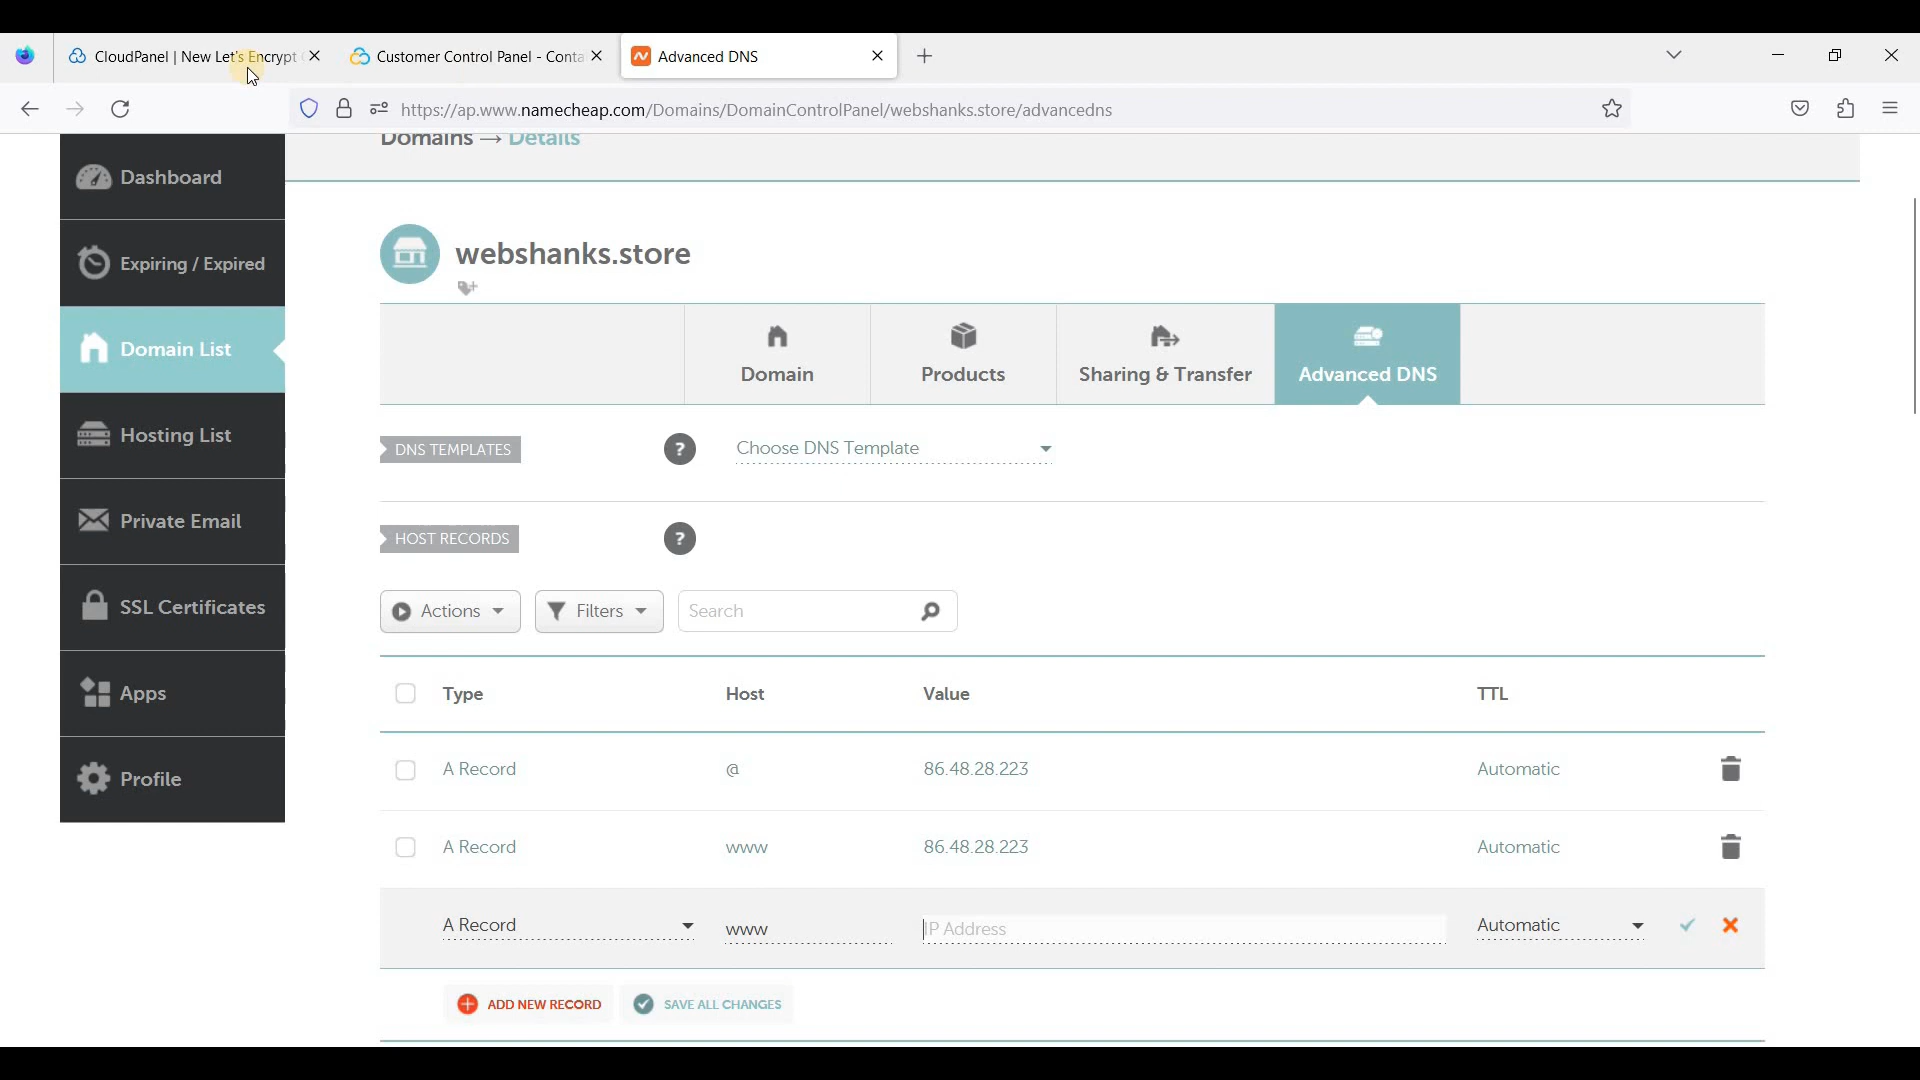 CloudPanel | New Let's Encrypt
Customer Control Panel - Conta
Advanced DNS
https://ap.www.namecheap.com/Domains/DomainControlPanel/webshanks.store/advancedns
Domains → Details
Dashboard
Expiring / Expired
Domain List
Hosting List
Private Email
SSL Certificates
Apps
Profile
webshanks.store
Domain
Products
Sharing & Transfer
Advanced DNS
DNS TEMPLATES
?
Choose DNS Template
HOST RECORDS
?
Actions
Filters
Search
Type Host Value TTL
A Record @ 86.48.28.223 Automatic
A Record www 86.48.28.223 Automatic
A Record www IP Address Automatic
ADD NEW RECORD
SAVE ALL CHANGES